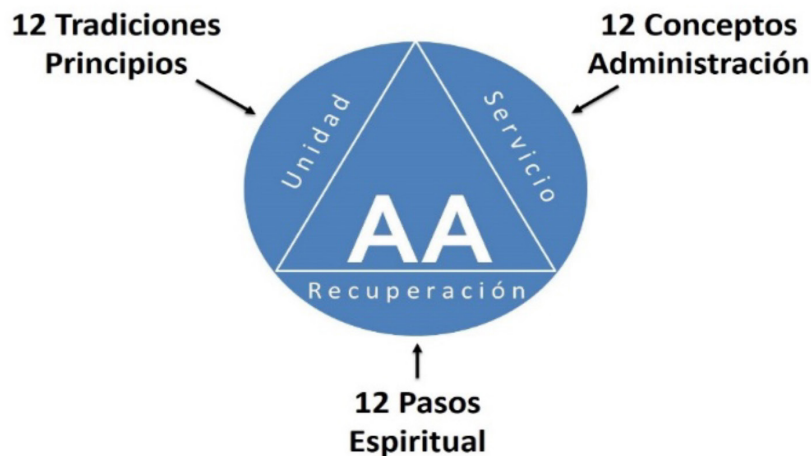 12 Tradiciones
Principios
12 Conceptos
Administración
Unidad
Servicio
AA
Recuperación
12 Pasos
Espiritual